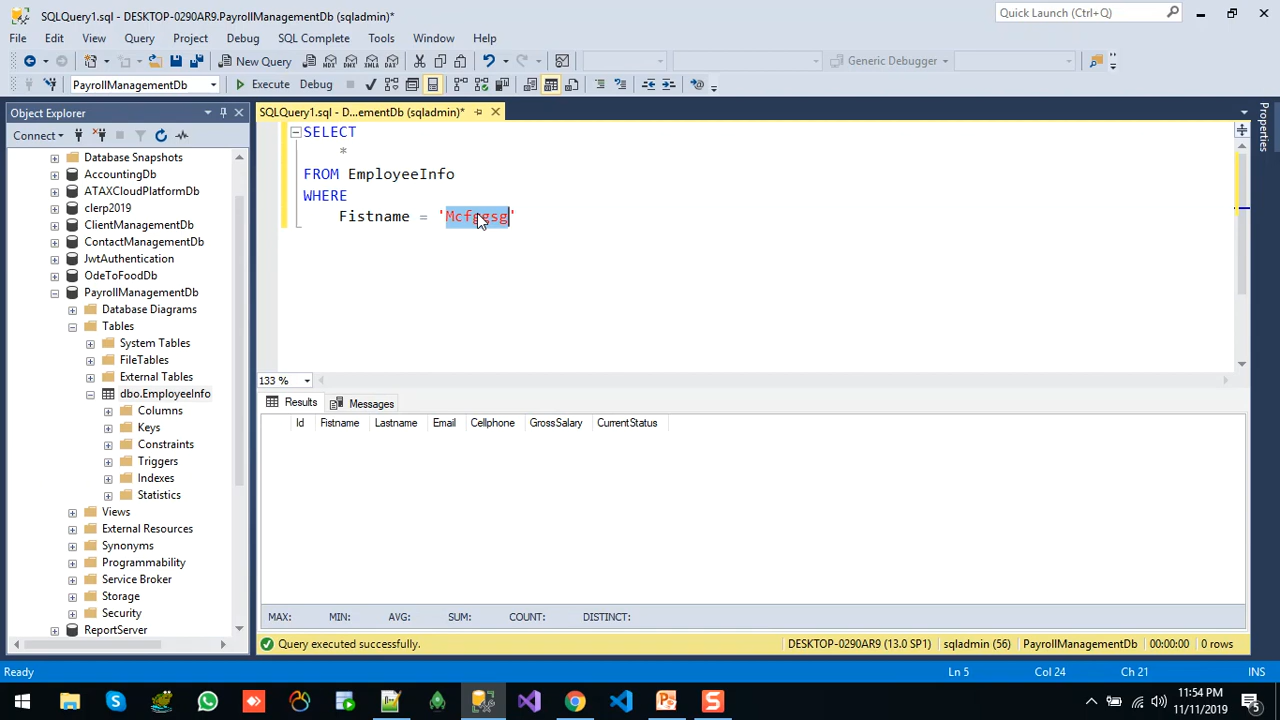 SQLQuery1.sql - DESKTOP-0290AR9.PayrollManagementDb (sqladmin)*
Quick Launch (Ctrl+Q)
File Edit View Query Project Debug SQL Complete Tools Window Help
New Query
Generic Debugger
PayrollManagementDb
Execute
Debug
Object Explorer
SQLQuery1.sql - D...ementDb (sqladmin)*
Properties
Connect
Database Snapshots
AccountingDb
ATAXCloudPlatformDb
clerp2019
ClientManagementDb
ContactManagementDb
JwtAuthentication
OdeToFoodDb
PayrollManagementDb
Database Diagrams
Tables
System Tables
FileTables
External Tables
dbo.EmployeeInfo
Columns
Keys
Constraints
Triggers
Indexes
Statistics
Views
External Resources
Synonyms
Programmability
Service Broker
Storage
Security
ReportServer
SELECT
*
FROM EmployeeInfo
WHERE
Fistname = 'Mcfggsg'
133 %
Results Messages
Id Fistname Lastname Email Cellphone GrossSalary CurrentStatus
MAX: MIN: AVG: SUM: COUNT: DISTINCT:
Query executed successfully. DESKTOP-0290AR9 (13.0 SP1) sqladmin (56) PayrollManagementDb 00:00:00 0 rows
Ready Ln 5 Col 24 Ch 21 INS
11:54 PM
11/11/2019
5